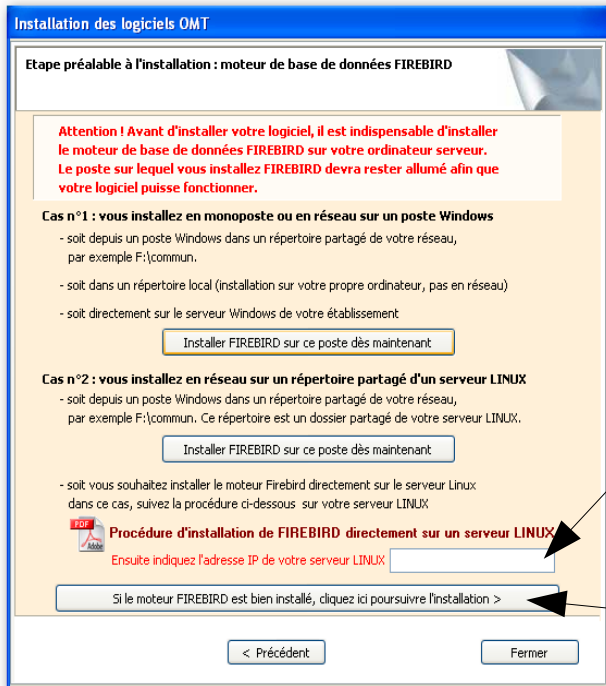 Installation des logiciels OMT
Etape préalable à l'installation : moteur de base de données FIREBIRD
Attention ! Avant d'installer votre logiciel, il est indispensable d'installer
le moteur de base de données FIREBIRD sur votre ordinateur serveur.
Le poste sur lequel vous installez FIREBIRD devra rester allumé afin que
votre logiciel puisse fonctionner.
Cas n°1 : vous installez en monoposte ou en réseau sur un poste Windows
- soit depuis un poste Windows dans un répertoire partagé de votre réseau,
par exemple F:\commun.
- soit dans un répertoire local (installation sur votre propre ordinateur, pas en réseau)
- soit directement sur le serveur Windows de votre établissement
Installer FIREBIRD sur ce poste dès maintenant
Cas n°2 : vous installez en réseau sur un répertoire partagé d'un serveur LINUX
- soit depuis un poste Windows dans un répertoire partagé de votre réseau,
par exemple F:\commun. Ce répertoire est un dossier partagé de votre serveur LINUX.
Installer FIREBIRD sur ce poste dès maintenant
- soit vous souhaitez installer le moteur Firebird directement sur le serveur Linux
dans ce cas, suivez la procédure ci-dessous sur votre serveur LINUX
PDF
Adobe
Procédure d'installation de FIREBIRD directement sur un serveur LINUX
Ensuite indiquez l'adresse IP de votre serveur LINUX
Si le moteur FIREBIRD est bien installé, cliquez ici poursuivre l'installation >
< Précédent
Fermer